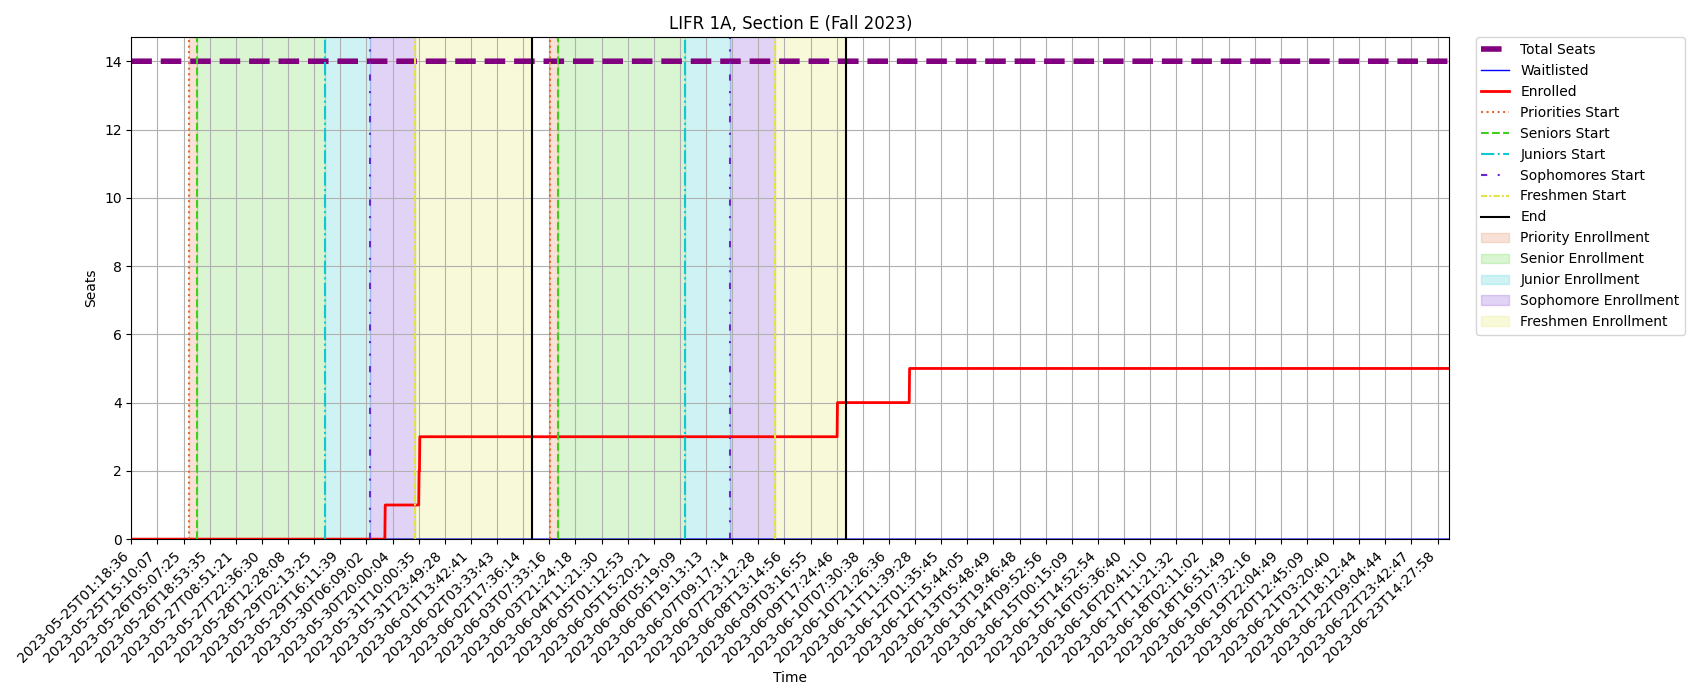 LIFR 1A, Section E (Fall 2023)
Seats
14
12
10
8
6
4
2
0
2023-05-25T01:18:36
2023-05-25T15:10:07
2023-05-26T05:07:25
2023-05-26T18:53:35
2023-05-27T08:51:21
2023-05-27T22:36:30
2023-05-28T12:28:08
2023-05-29T02:13:25
2023-05-29T16:11:39
2023-05-30T06:09:02
2023-05-30T20:00:04
2023-05-31T10:00:35
2023-05-31T23:49:28
2023-06-01T13:42:41
2023-06-02T03:33:43
2023-06-02T17:36:14
2023-06-03T07:33:16
2023-06-03T21:24:18
2023-06-04T11:21:30
2023-06-05T01:12:53
2023-06-05T15:20:21
2023-06-06T05:19:09
2023-06-06T19:13:13
2023-06-07T09:17:14
2023-06-07T23:12:28
2023-06-08T13:14:56
2023-06-09T03:16:55
2023-06-09T17:24:46
2023-06-10T07:30:38
2023-06-10T21:26:36
2023-06-11T11:39:28
2023-06-12T01:35:45
2023-06-12T15:44:05
2023-06-13T05:48:49
2023-06-13T19:46:48
2023-06-14T09:52:56
2023-06-15T00:15:09
2023-06-15T14:52:54
2023-06-16T05:36:40
2023-06-16T20:41:10
2023-06-17T11:21:32
2023-06-18T02:11:02
2023-06-18T16:51:49
2023-06-19T07:32:16
2023-06-19T22:04:49
2023-06-20T12:45:09
2023-06-21T03:20:40
2023-06-21T18:12:44
2023-06-22T09:04:44
2023-06-22T23:42:47
2023-06-23T14:27:58
Time
Total Seats
Waitlisted
Enrolled
Priorities Start
Seniors Start
Juniors Start
Sophomores Start
Freshmen Start
End
Priority Enrollment
Senior Enrollment
Junior Enrollment
Sophomore Enrollment
Freshmen Enrollment